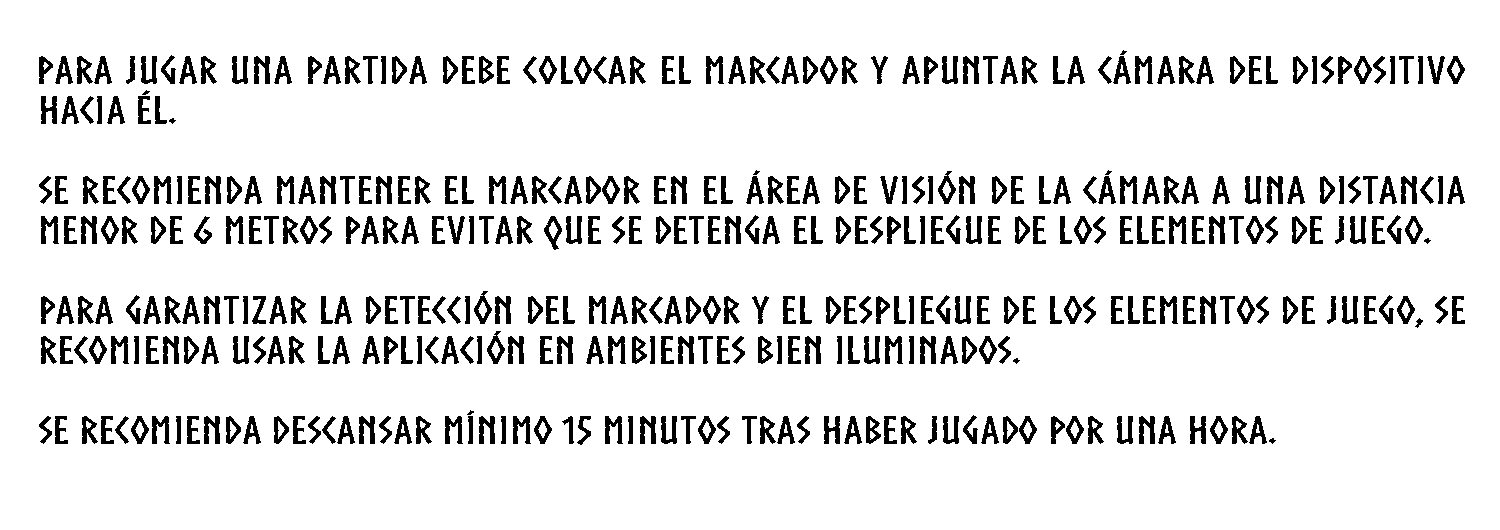 PARA JUGAR UNA PARTIDA DEBE COLOCAR EL MARCADOR Y APUNTAR LA CÁMARA DEL DISPOSITIVO
HACIA ÉL.
SE RECOMIENDA MANTENER EL MARCADOR EN EL ÁREA DE VISIÓN DE LA CÁMARA A UNA DISTANCIA
MENOR DE 6 METROS PARA EVITAR QUE SE DETENGA EL DESPLIEGUE DE LOS ELEMENTOS DE JUEGO.
PARA GARANTIZAR LA DETECCIÓN DEL MARCADOR Y EL DESPLIEGUE DE LOS ELEMENTOS DE JUEGO, SE
RECOMIENDA USAR LA APLICACIÓN EN AMBIENTES BIEN ILUMINADOS.
SE RECOMIENDA DESCANSAR MÍNIMO 15 MINUTOS TRAS HABER JUGADO POR UNA HORA.